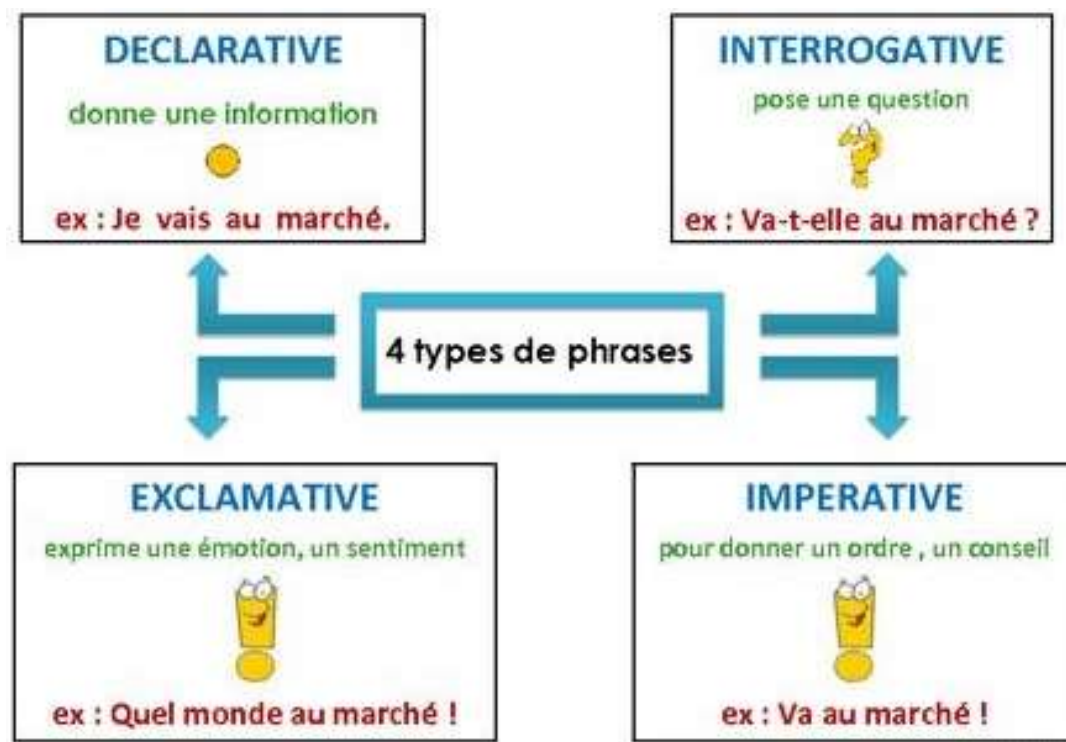 DECLARATIVE
donne une information
ex : Je vais au marché.
INTERROGATIVE
pose une question
ex : Va-t-elle au marché ?
4 types de phrases
EXCLAMATIVE
exprime une émotion, un sentiment
ex : Quel monde au marché !
IMPERATIVE
pour donner un ordre , un conseil
ex : Va au marché !